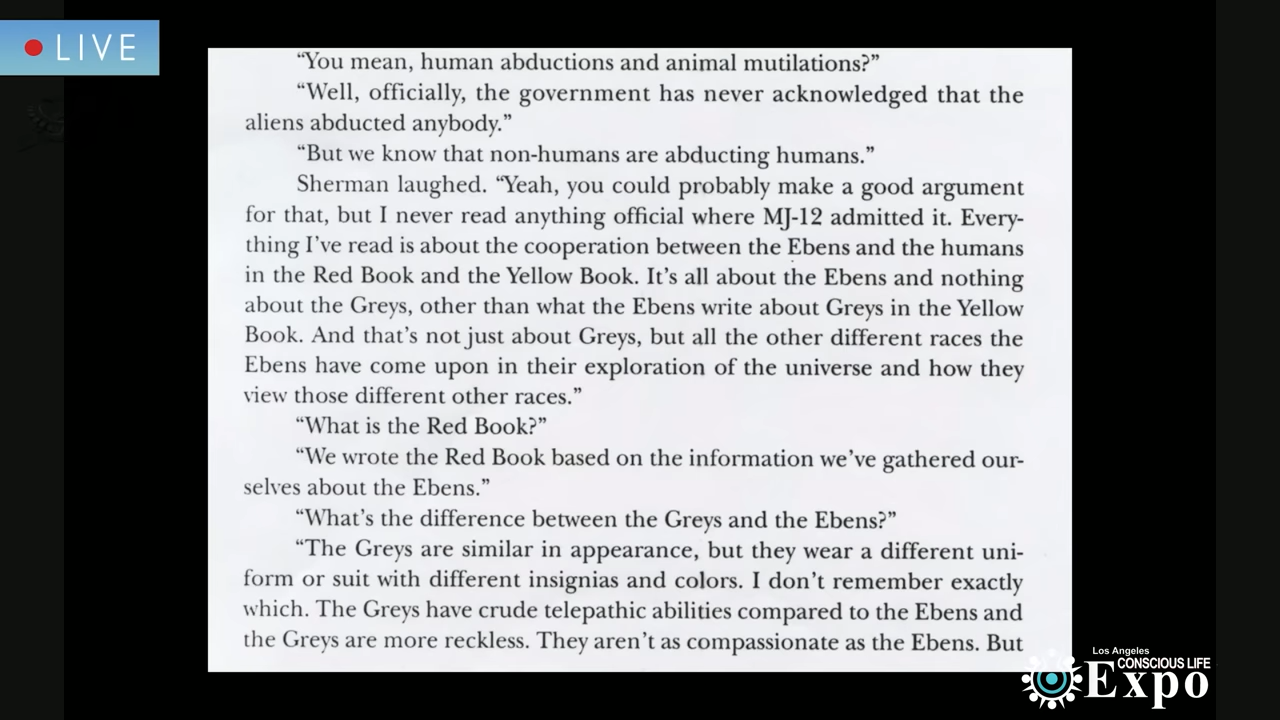 LIVE
“You mean, human abductions and animal mutilations?”
“Well, officially, the government has never acknowledged that the
aliens abducted anybody.”
“But we know that non-humans are abducting humans.”
Sherman laughed. “Yeah, you could probably make a good argument
for that, but I never read anything official where MJ-12 admitted it. Every-
thing I’ve read is about the cooperation between the Ebens and the humans
in the Red Book and the Yellow Book. It’s all about the Ebens and nothing
about the Greys, other than what the Ebens write about Greys in the Yellow
Book. And that’s not just about Greys, but all the other different races the
Ebens have come upon in their exploration of the universe and how they
view those different other races.”
“What is the Red Book?”
“We wrote the Red Book based on the information we’ve gathered our-
selves about the Ebens.”
“What’s the difference between the Greys and the Ebens?”
“The Greys are similar in appearance, but they wear a different uni-
form or suit with different insignias and colors. I don’t remember exactly
which. The Greys have crude telepathic abilities compared to the Ebens and
the Greys are more reckless. They aren’t as compassionate as the Ebens. But
Los Angeles
CONSCIOUS LIFE
Expo